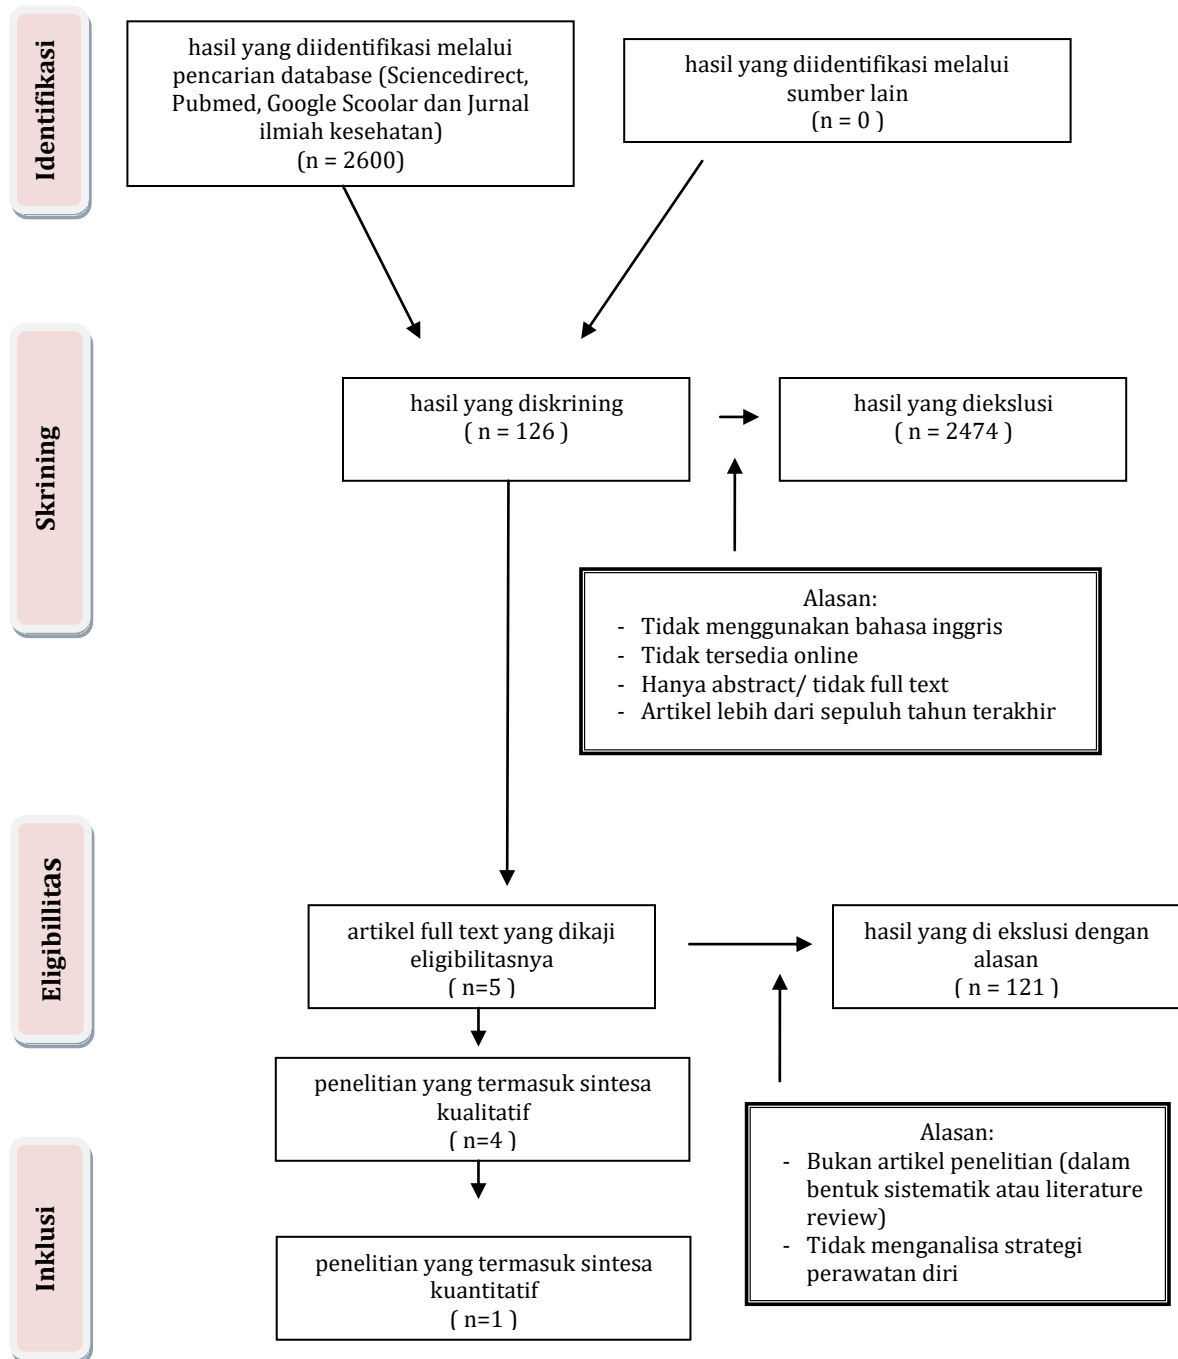 Identifikasi
hasil yang diidentifikasi melalui
pencarian database (Sciencedirect,
Pubmed, Google Scoolar dan Jurnal
ilmiah kesehatan)
(n = 2600)
hasil yang diidentifikasi melalui
sumber lain
(n = 0 )
Skrining
hasil yang diskrining
( n = 126 )
hasil yang diekslusi
( n = 2474 )
Alasan:
- Tidak menggunakan bahasa inggris
- Tidak tersedia online
- Hanya abstract/ tidak full text
- Artikel lebih dari sepuluh tahun terakhir
Eligibillitas
artikel full text yang dikaji
eligibilitasnya
( n=5 )
hasil yang di ekslusi dengan
alasan
( n = 121 )
penelitian yang termasuk sintesa
kualitatif
( n=4 )
Alasan:
- Bukan artikel penelitian (dalam
bentuk sistematik atau literature
review)
- Tidak menganalisa strategi
perawatan diri
Inklusi
penelitian yang termasuk sintesa
kuantitatif
( n=1 )